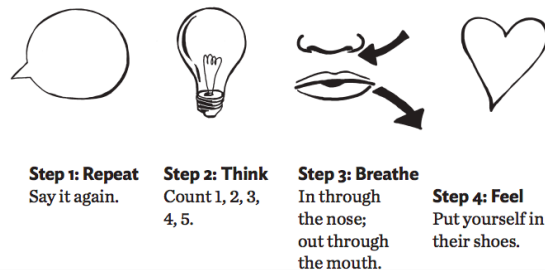 Step 1: Repeat
Say it again.
Step 2: Think
Count 1, 2, 3,
4, 5.
Step 3: Breathe
In through
the nose;
out through
the mouth.
Step 4: Feel
Put yourself in
their shoes.